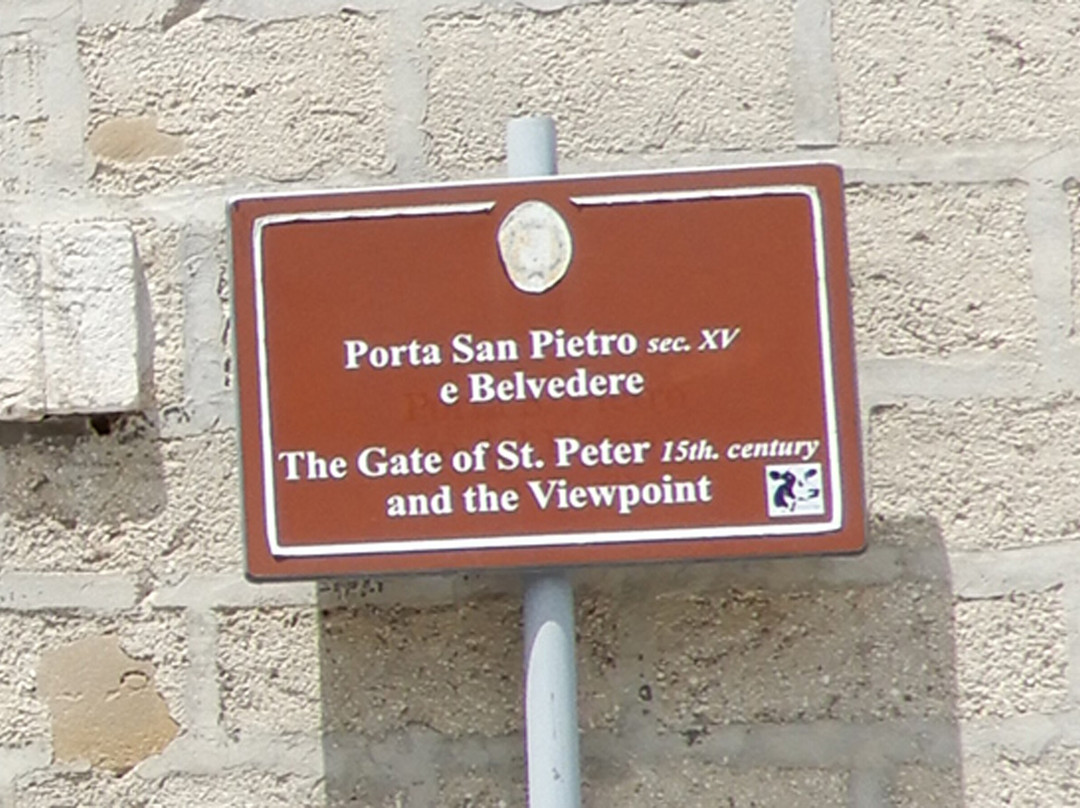 Porta San Pietro sec. XV
e Belvedere
The Gate of St. Peter 15th. century
and the Viewpoint